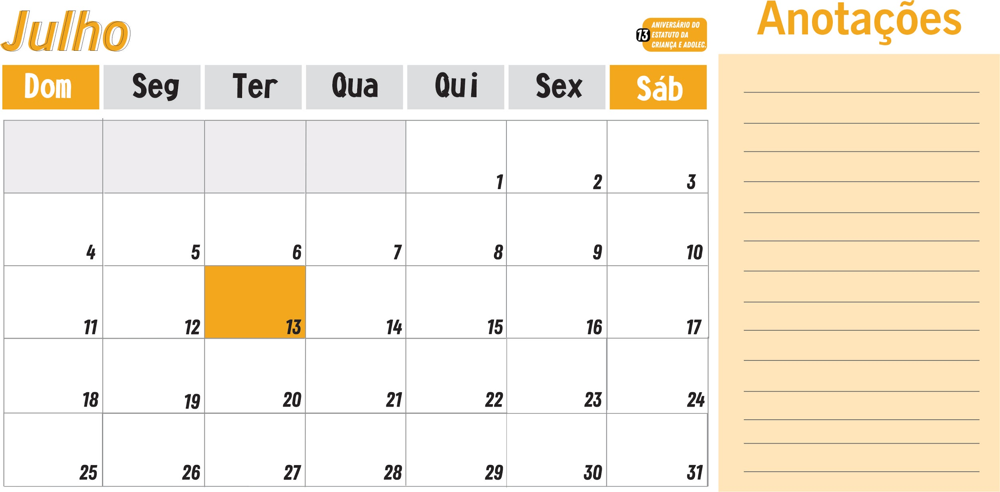 Julho
13
ANIVERSÁRIO DO
ESTATUTO DA
CRIANÇA E ADOLEC.
Anotações
Dom Seg Ter Qua Qui Sex Sáb
1 2 3
4 5 6 7 8 9 10
11 12 13 14 15 16 17
18 19 20 21 22 23 24
25 26 27 28 29 30 31